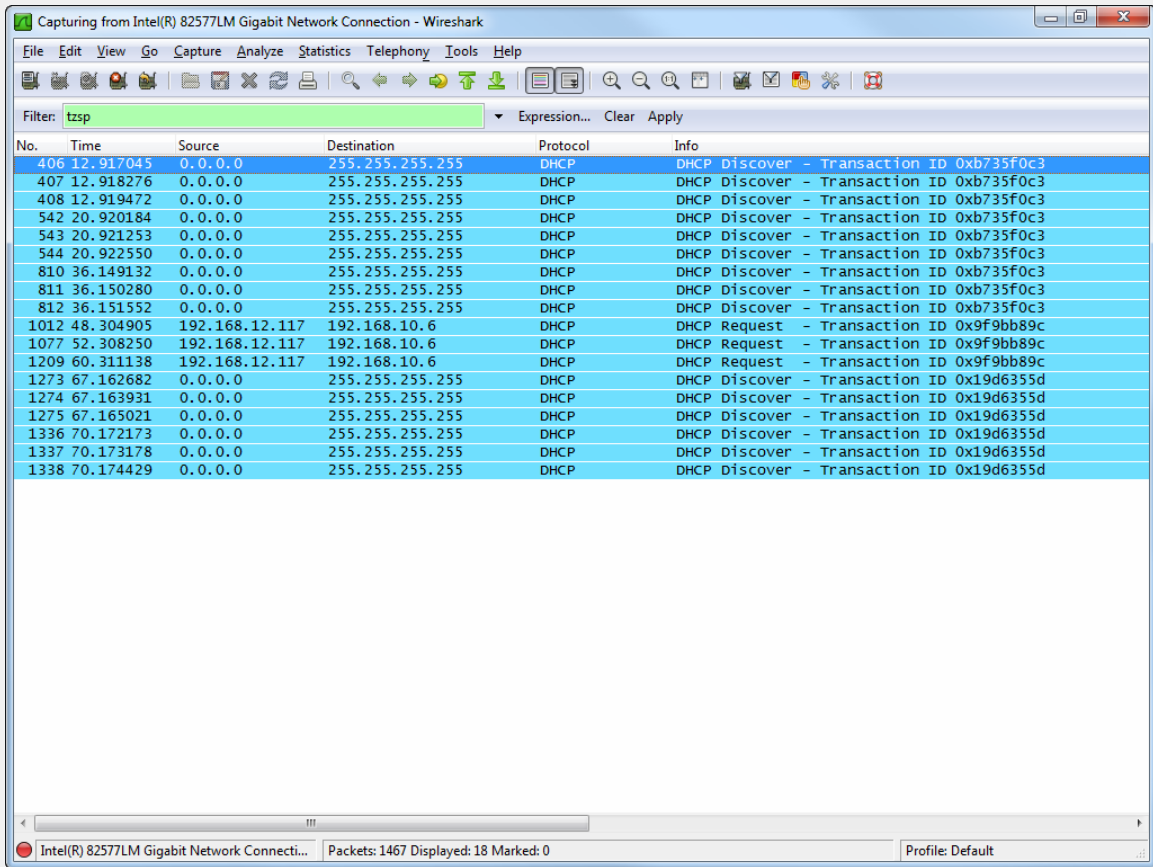 Capturing from Intel(R) 82577LM Gigabit Network Connection - Wireshark
File Edit View Go Capture Analyze Statistics Telephony Tools Help
Filter: tzsp Expression... Clear Apply
No. Time Source Destination Protocol Info
406 12.917045 0.0.0.0 255.255.255.255 DHCP DHCP Discover - Transaction ID 0xb735f0c3
407 12.918276 0.0.0.0 255.255.255.255 DHCP DHCP Discover - Transaction ID 0xb735f0c3
408 12.919472 0.0.0.0 255.255.255.255 DHCP DHCP Discover - Transaction ID 0xb735f0c3
542 20.920184 0.0.0.0 255.255.255.255 DHCP DHCP Discover - Transaction ID 0xb735f0c3
543 20.921253 0.0.0.0 255.255.255.255 DHCP DHCP Discover - Transaction ID 0xb735f0c3
544 20.922550 0.0.0.0 255.255.255.255 DHCP DHCP Discover - Transaction ID 0xb735f0c3
810 36.149132 0.0.0.0 255.255.255.255 DHCP DHCP Discover - Transaction ID 0xb735f0c3
811 36.150280 0.0.0.0 255.255.255.255 DHCP DHCP Discover - Transaction ID 0xb735f0c3
812 36.151552 0.0.0.0 255.255.255.255 DHCP DHCP Discover - Transaction ID 0xb735f0c3
1012 48.304905 192.168.12.117 192.168.10.6 DHCP DHCP Request - Transaction ID 0x9f9bb89c
1077 52.308250 192.168.12.117 192.168.10.6 DHCP DHCP Request - Transaction ID 0x9f9bb89c
1209 60.311138 192.168.12.117 192.168.10.6 DHCP DHCP Request - Transaction ID 0x9f9bb89c
1273 67.162682 0.0.0.0 255.255.255.255 DHCP DHCP Discover - Transaction ID 0x19d6355d
1274 67.163931 0.0.0.0 255.255.255.255 DHCP DHCP Discover - Transaction ID 0x19d6355d
1275 67.165021 0.0.0.0 255.255.255.255 DHCP DHCP Discover - Transaction ID 0x19d6355d
1336 70.172173 0.0.0.0 255.255.255.255 DHCP DHCP Discover - Transaction ID 0x19d6355d
1337 70.173178 0.0.0.0 255.255.255.255 DHCP DHCP Discover - Transaction ID 0x19d6355d
1338 70.174429 0.0.0.0 255.255.255.255 DHCP DHCP Discover - Transaction ID 0x19d6355d
Intel(R) 82577LM Gigabit Network Connecti... Packets: 1467 Displayed: 18 Marked: 0 Profile: Default